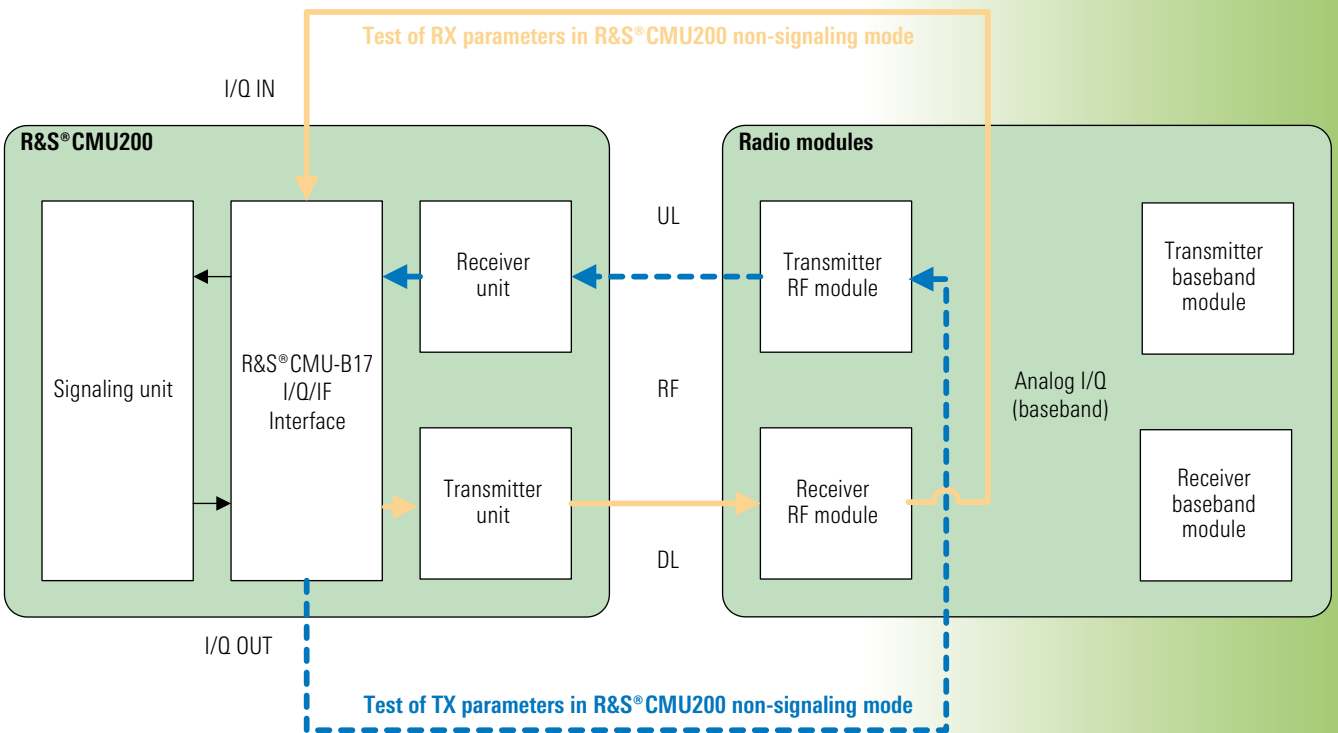 Test of RX parameters in R&S®CMU200 non-signaling mode
I/Q IN
R&S®CMU200
Radio modules
Signaling unit
R&S®CMU-B17
I/Q/IF
Interface
Receiver
unit
Transmitter
unit
UL
RF
DL
Transmitter
RF module
Receiver
RF module
Analog I/Q
(baseband)
Transmitter
baseband
module
Receiver
baseband
module
I/Q OUT
Test of TX parameters in R&S®CMU200 non-signaling mode